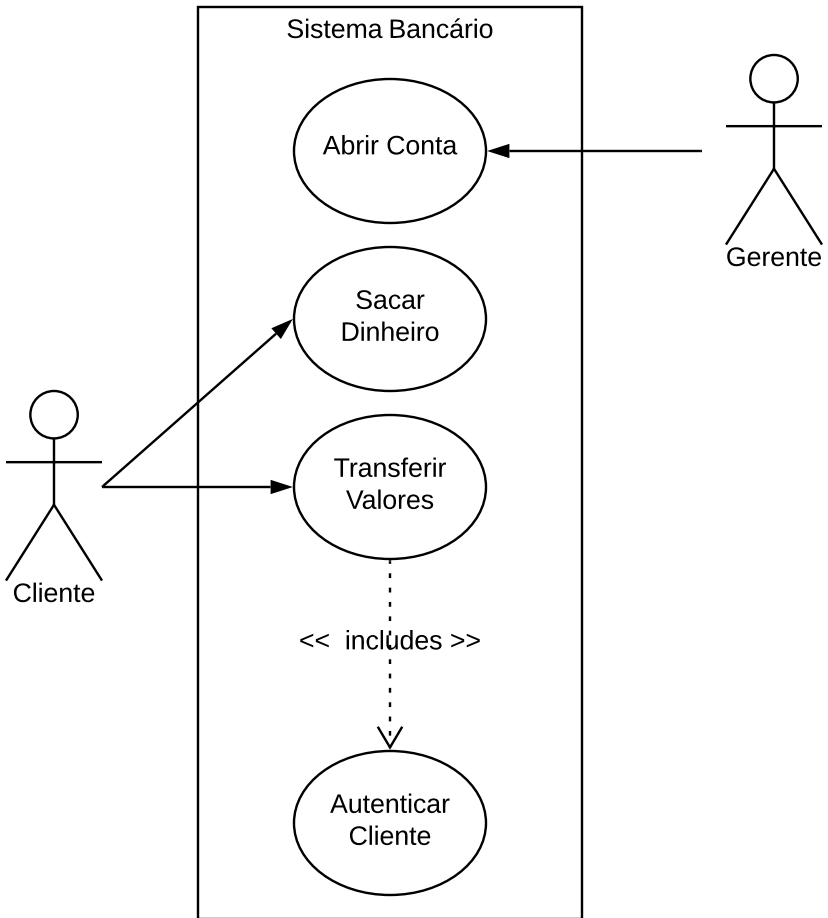 Sistema Bancário
Abrir Conta
Gerente
Sacar
Dinheiro
Transferir
Valores
Cliente
<< includes >>
Autenticar
Cliente